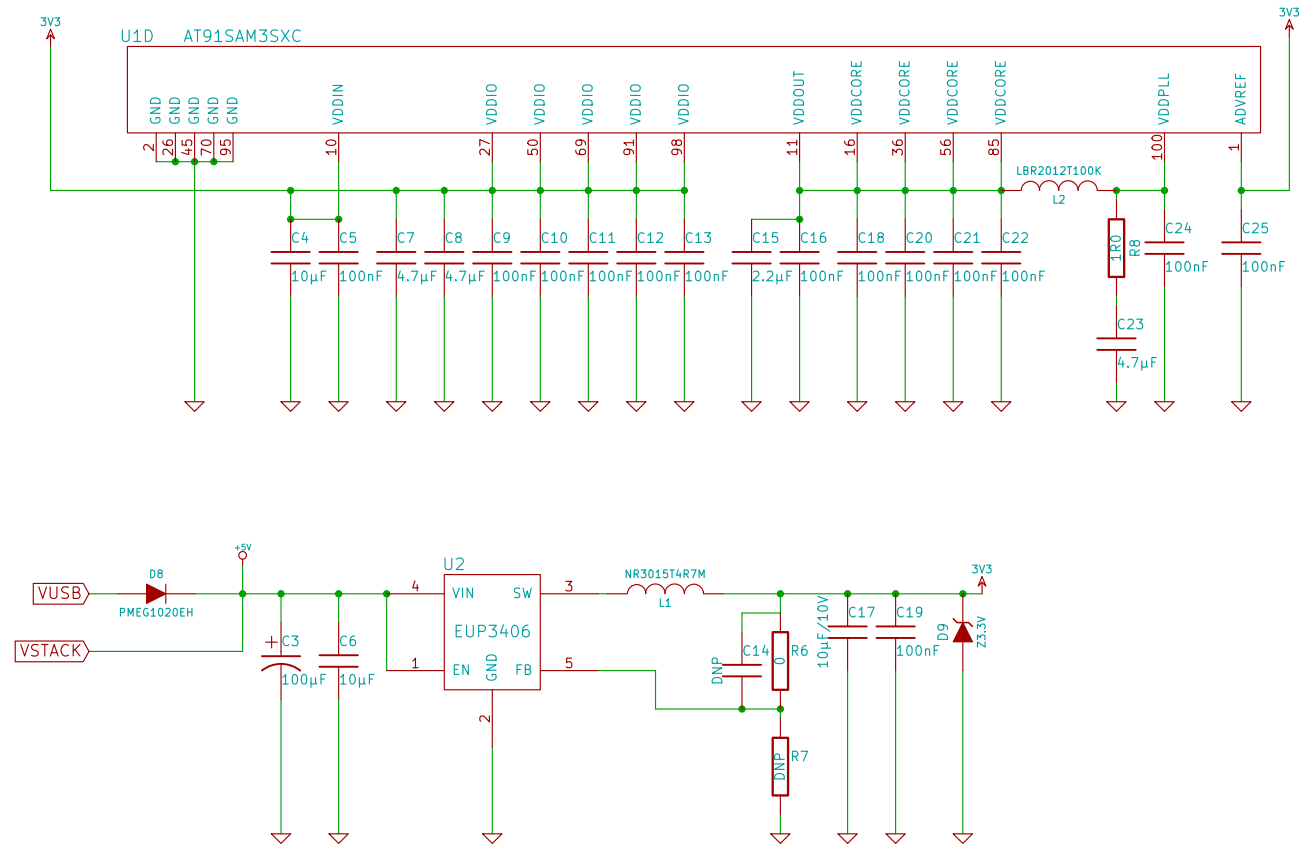 3V3
3V3
U1D AT91SAM3SXC
GND
GND
GND
GND
GND
VDDIN
VDDIO
VDDIO
VDDIO
VDDIO
VDDIO
VDDOUT
VDDCORE
VDDCORE
VDDCORE
VDDCORE
VDDPLL
ADVREF
2
26
45
70
95
10
27
50
69
91
98
11
16
36
56
85
100
1
LBR2012T100K
L2
C4
10µF
C5
100nF
C7
4.7µF
C8
4.7µF
C9
100nF
C10
100nF
C11
100nF
C12
100nF
C13
100nF
C15
2.2µF
C16
100nF
C18
100nF
C20
100nF
C21
100nF
C22
100nF
1R0
R8
C24
100nF
C25
100nF
C23
4.7µF
+5V
VUSB
D8
PMEG1020EH
VSTACK
C3
100µF
C6
10µF
U2
4
VIN
SW
3
EUP3406
1
EN
GND
FB
5
2
NR3015T4R7M
L1
C14
DNP
R6
0
R7
DNP
C17
10µF/10V
C19
100nF
D9
Z3.3V
3V3